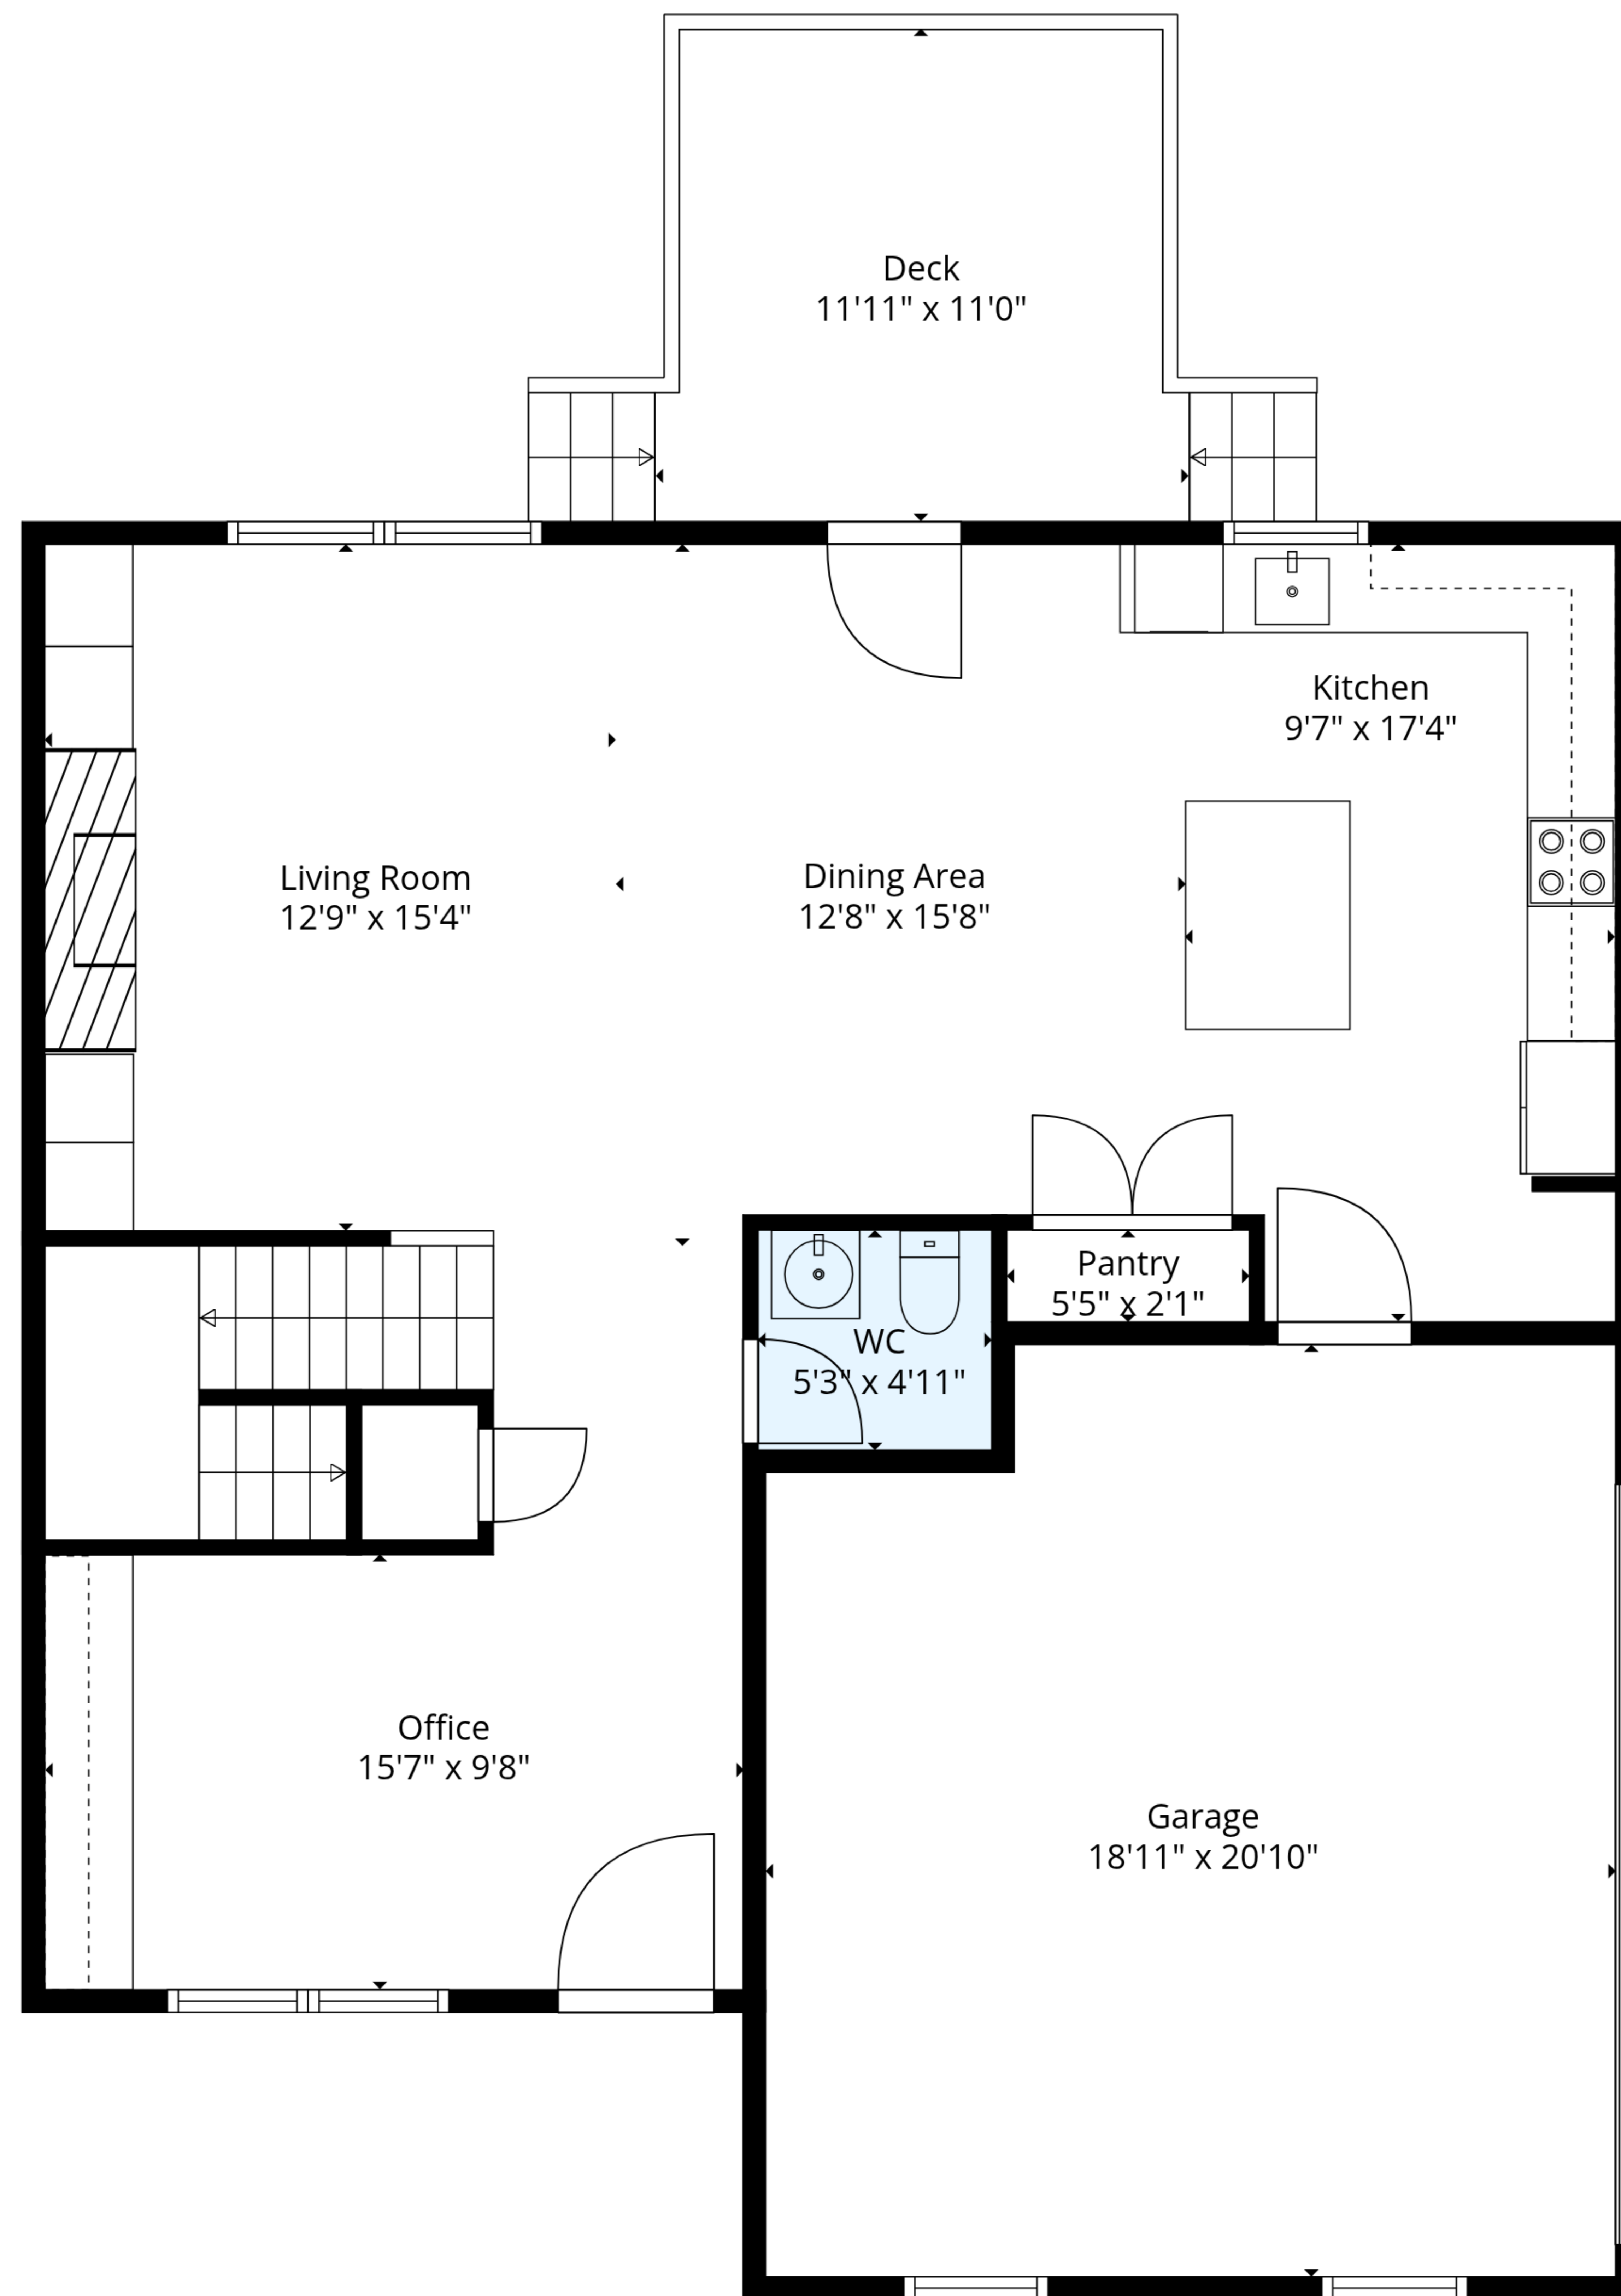 Deck
11'11" x 11'0"
Kitchen
9'7" x 17'4"
Living Room
12'9" x 15'4"
Dining Area
12'8" x 15'8"
Pantry
5'5" x 2'1"
WC
5'3" x 4'11"
Office
15'7" x 9'8"
Garage
18'11" x 20'10"